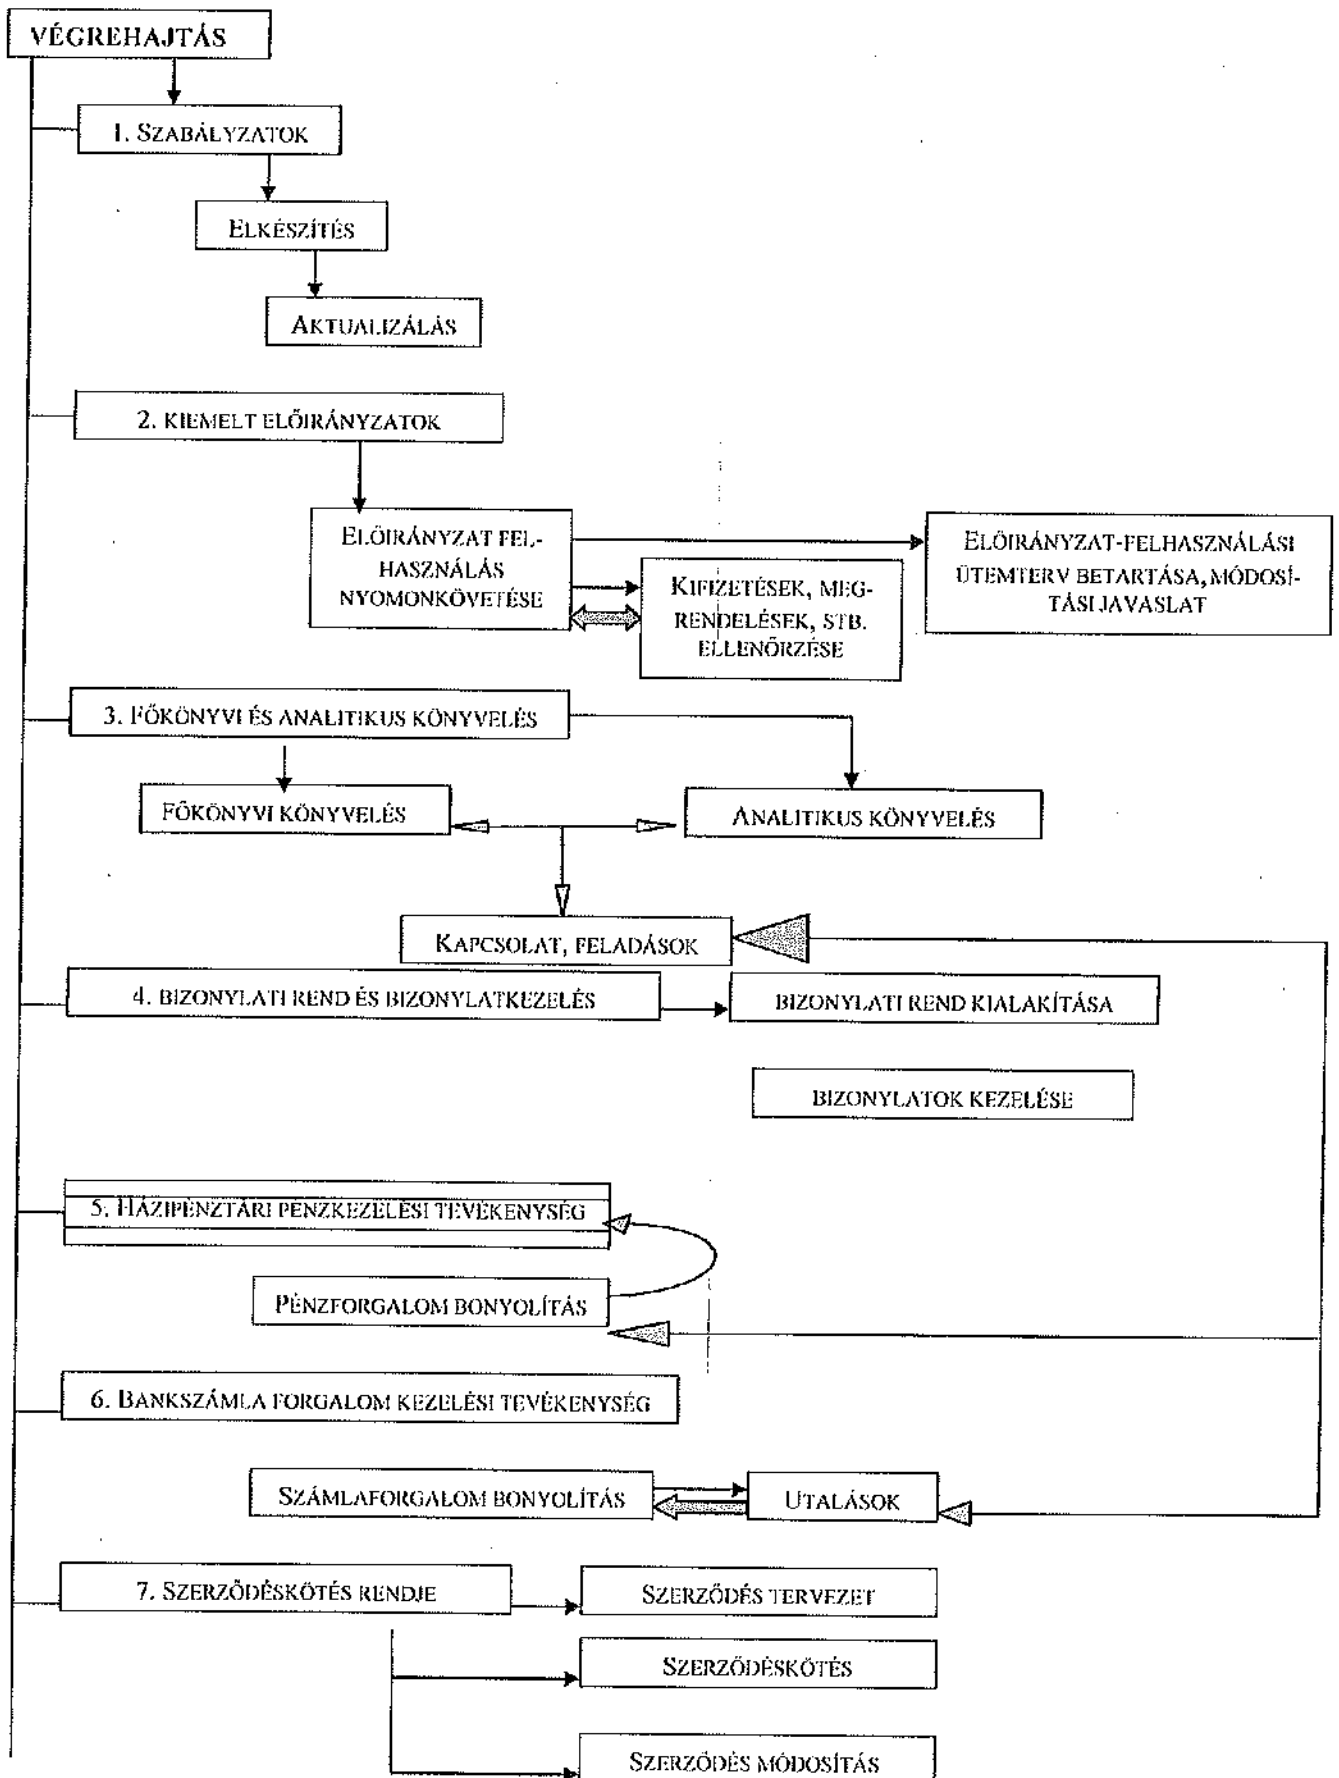 VÉGREHAJTÁS
1. SZABÁLYZATOK
ELKÉSZÍTÉS
AKTUALIZÁLÁS
2. KIEMELT ELŐIRÁNYZATOK
ELŐIRÁNYZAT FEL-
HASZNÁLÁS
NYOMONKÖVETÉSE
KIFIZETÉSEK, MEG-
RENDELÉSEK, STB.
ELLENŐRZÉSE
ELŐIRÁNYZAT-FELHASZNÁLÁSI
ÜTEMTERV BETARTÁSA, MÓDOSÍ-
TÁSI JAVASLAT
3. FŐKÖNYVI ÉS ANALITIKUS KÖNYVELÉS
FŐKÖNYVI KÖNYVELÉS
ANALITIKUS KÖNYVELÉS
KAPCSOLAT, FELADÁSOK
4. BIZONYLATI REND ÉS BIZONYLATKEZELÉS
BIZONYLATI REND KIALAKÍTÁSA
BIZONYLATOK KEZELÉSE
5. HÁZIPÉNZTÁRI PÉNZKEZELÉSI TEVÉKENYSÉG
PÉNZFORGALOM BONYOLÍTÁS
6. BANKSZÁMLA FORGALOM KEZELÉSI TEVÉKENYSÉG
SZÁMLAFORGALOM BONYOLÍTÁS
UTALÁSOK
7. SZERZŐDÉSKÖTÉS RENDJE
SZERZŐDÉS TERVEZET
SZERZŐDÉSKÖTÉS
SZERZŐDÉS MÓDOSÍTÁS